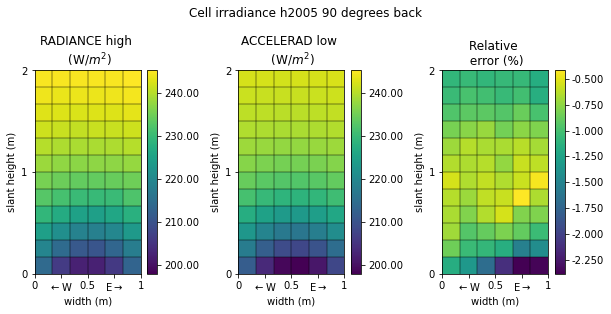 Cell irradiance h2005 90 degrees back
RADIANCE high
(W/m²)
ACCELERAD low
(W/m²)
Relative
error (%)
2
1
0
slant height (m)
0
0.5
1
← W
E →
width (m)
240.00
230.00
220.00
210.00
200.00
2
1
0
slant height (m)
0
0.5
1
← W
E →
width (m)
240.00
230.00
220.00
210.00
200.00
2
1
0
slant height (m)
0
0.5
1
← W
E →
width (m)
-0.500
-0.750
-1.000
-1.250
-1.500
-1.750
-2.000
-2.250